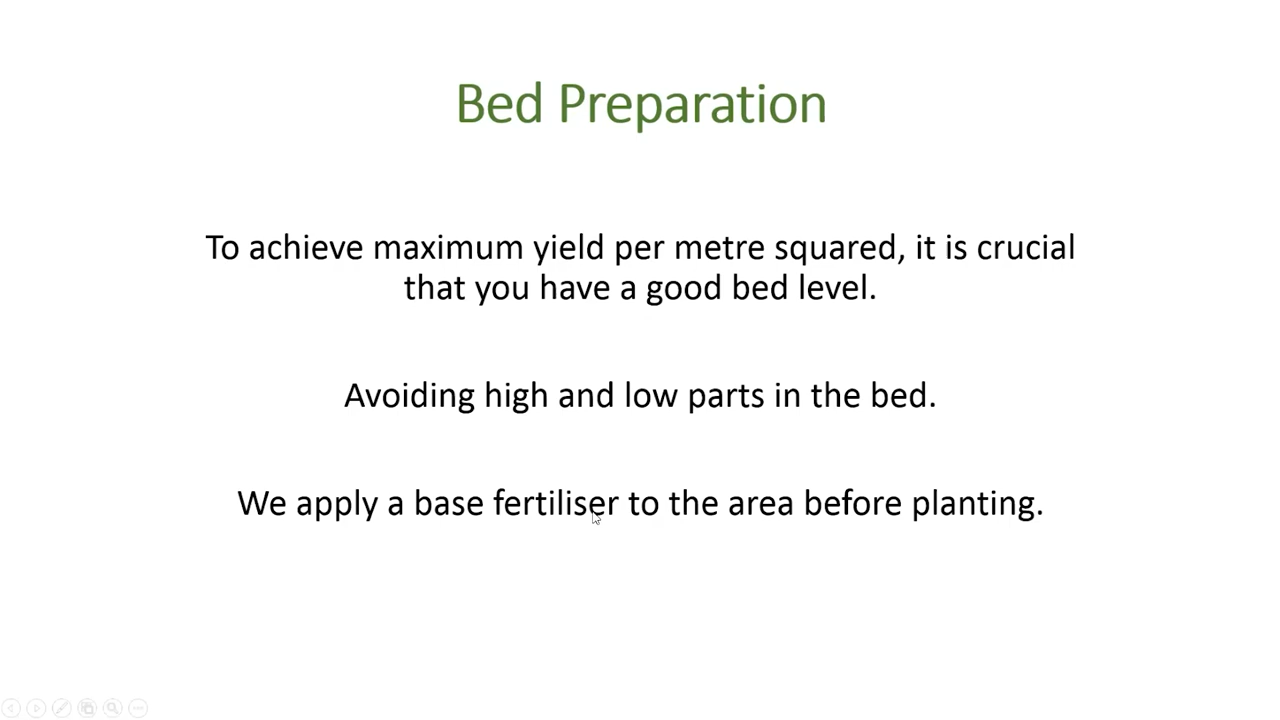 Bed Preparation
To achieve maximum yield per metre squared, it is crucial
that you have a good bed level.
Avoiding high and low parts in the bed.
We apply a base fertiliser to the area before planting.